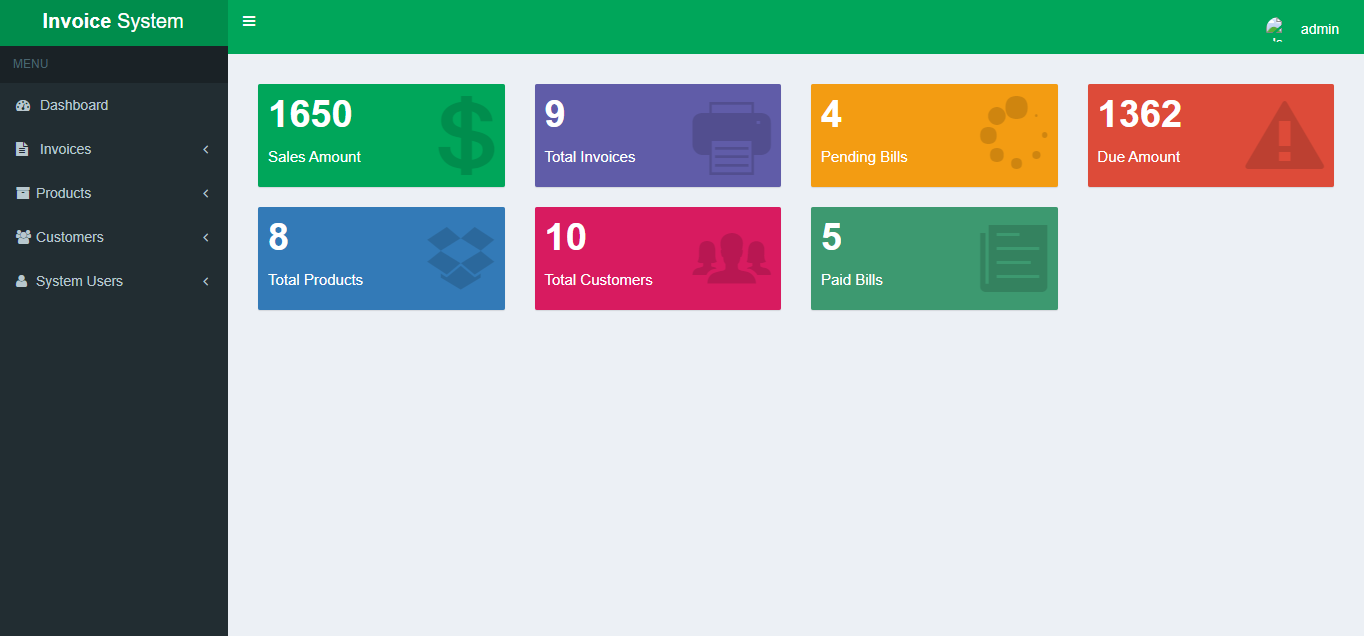 Invoice System
admin
MENU
Dashboard
Invoices
Products
Customers
System Users
1650
Sales Amount
9
Total Invoices
4
Pending Bills
1362
Due Amount
8
Total Products
10
Total Customers
5
Paid Bills